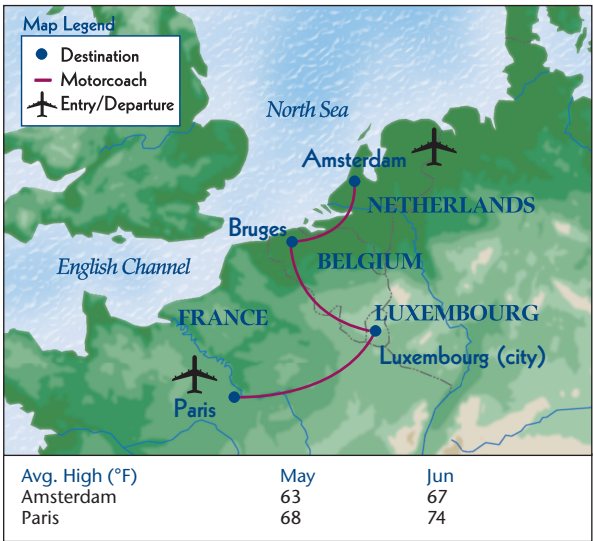 Map Legend
Destination
Motorcoach
Entry/Departure
North Sea
Amsterdam
NETHERLANDS
Bruges
BELGIUM
English Channel
FRANCE
LUXEMBOURG
Luxembourg (city)
Paris
Avg. High (°F) May Jun
Amsterdam 63 67
Paris 68 74